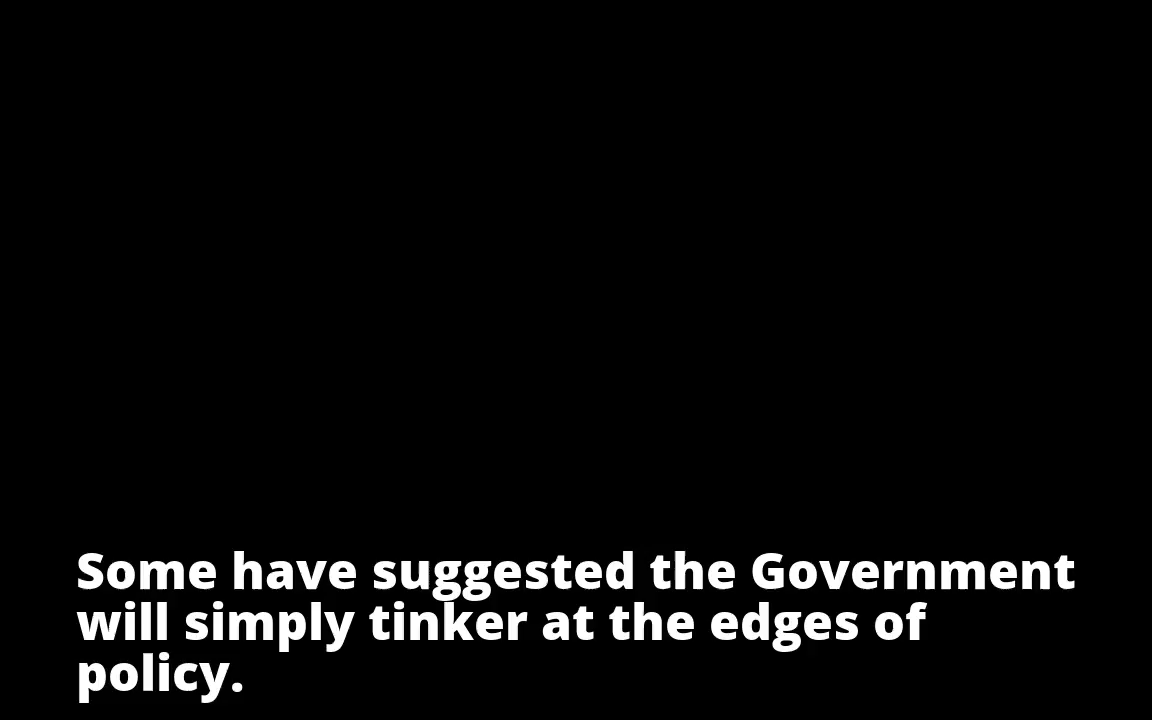 Some have suggested the Government
will simply tinker at the edges of
policy.